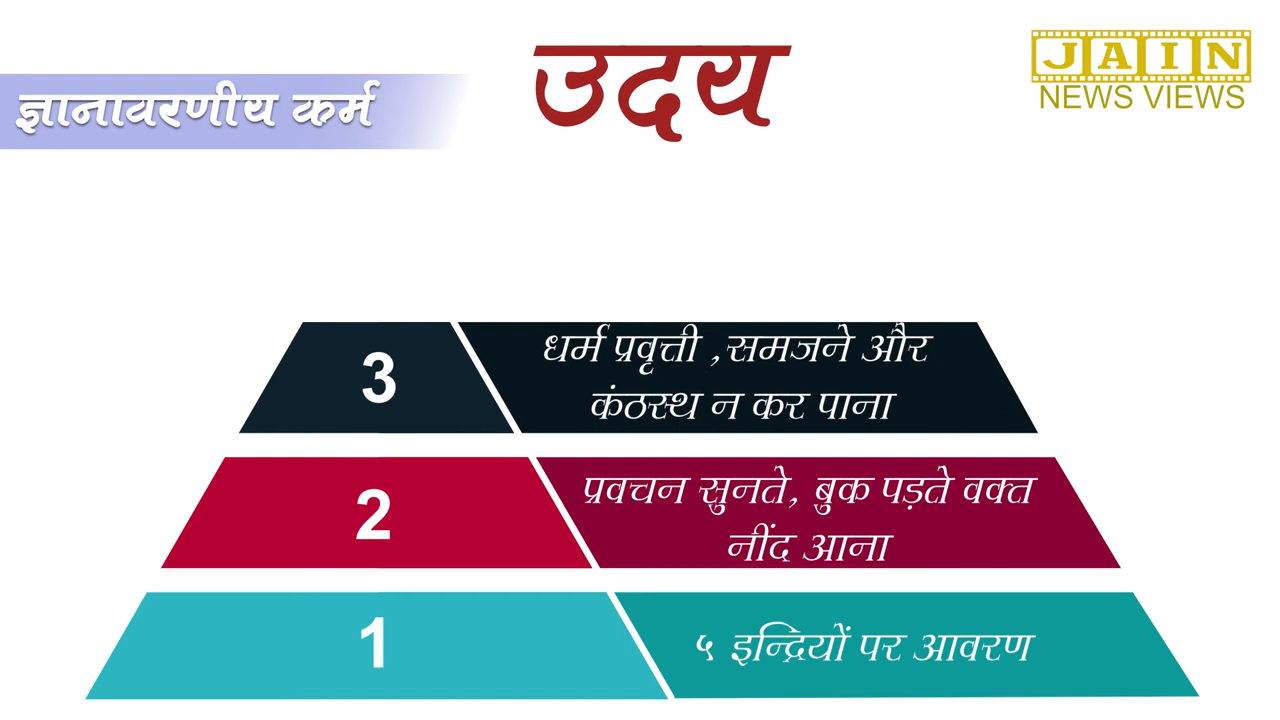 उदय
JAIN
NEWS VIEWS
ज्ञानावरणीय कर्म
3
धर्म प्रवृत्ती ,समजने और
कंठस्थ न कर पाना
2
प्रवचन सुनते, बुक पड़ते वक्त
नींद आना
1
५ इन्द्रियों पर आवरण